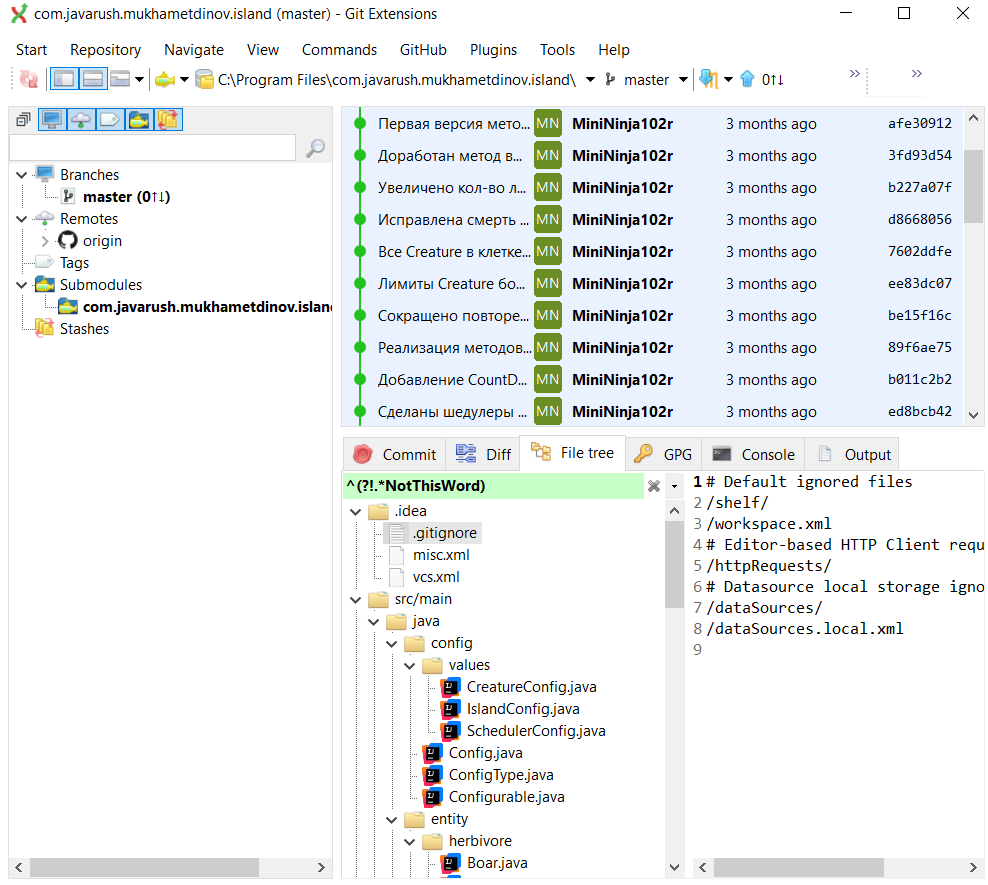 com.javarush.mukhametdinov.island (master) - Git Extensions
Start Repository Navigate View Commands GitHub Plugins Tools Help
C:\Program Files\com.javarush.mukhametdinov.island\ master 0↑↓ » »
Branches
master (0↑↓)
Remotes
origin
Tags
Submodules
com.javarush.mukhametdinov.islan
Stashes
Первая версия мето... MN MiniNinja102r 3 months ago afe30912
Доработан метод в... MN MiniNinja102r 3 months ago 3fd93d54
Увеличено кол-во л... MN MiniNinja102r 3 months ago b227a07f
Исправлена смерть ... MN MiniNinja102r 3 months ago d8668056
Все Creature в клетке... MN MiniNinja102r 3 months ago 7602ddfe
Лимиты Creature бо... MN MiniNinja102r 3 months ago ee83dc07
Сокращено повторе... MN MiniNinja102r 3 months ago be15f16c
Реализация методов... MN MiniNinja102r 3 months ago 89f6ae75
Добавление CountD... MN MiniNinja102r 3 months ago b011c2b2
Сделаны шедулеры ... MN MiniNinja102r 3 months ago ed8bcb42
Commit Diff File tree GPG Console Output
^(?!.*NotThisWord)
.idea
.gitignore
misc.xml
vcs.xml
src/main
java
config
values
CreatureConfig.java
IslandConfig.java
SchedulerConfig.java
Config.java
ConfigType.java
Configurable.java
entity
herbivore
Boar.java
1 # Default ignored files
2 /shelf/
3 /workspace.xml
4 # Editor-based HTTP Client requ
5 /httpRequests/
6 # Datasource local storage igno
7 /dataSources/
8 /dataSources.local.xml
9